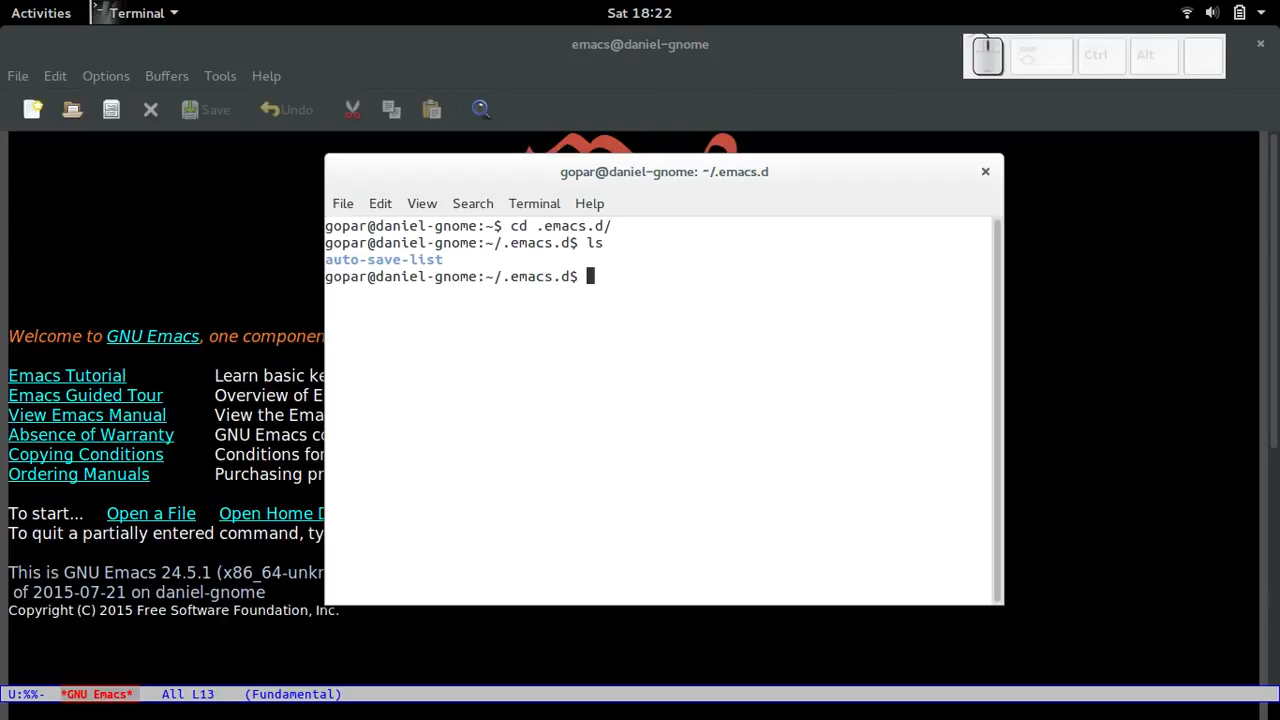 Activities Terminal Sat 18:22
emacs@daniel-gnome
Ctrl Alt
File Edit Options Buffers Tools Help
Save Undo
gopar@daniel-gnome: ~/.emacs.d
File Edit View Search Terminal Help
gopar@daniel-gnome:~$ cd .emacs.d/
gopar@daniel-gnome:~/.emacs.d$ ls
auto-save-list
gopar@daniel-gnome:~/.emacs.d$
Welcome to GNU Emacs, one componen
Emacs Tutorial Learn basic ke
Emacs Guided Tour Overview of E
View Emacs Manual View the Ema
Absence of Warranty GNU Emacs co
Copying Conditions Conditions for
Ordering Manuals Purchasing pr
To start... Open a File Open Home D
To quit a partially entered command, ty
This is GNU Emacs 24.5.1 (x86_64-unkn
of 2015-07-21 on daniel-gnome
Copyright (C) 2015 Free Software Foundation, Inc.
U:%%- *GNU Emacs* All L13 (Fundamental)